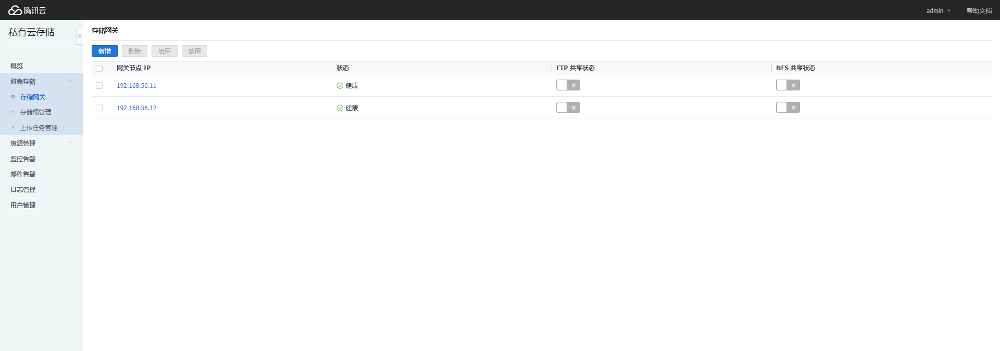 腾讯云
admin
帮助文档
私有云存储
概览
对象存储
存储网关
存储桶管理
上传任务管理
资源管理
监控告警
邮件告警
日志管理
用户管理
存储网关
新增 删除 启用 禁用
网关节点 IP 状态 FTP 共享状态 NFS 共享状态
192.168.56.11 健康
192.168.56.12 健康